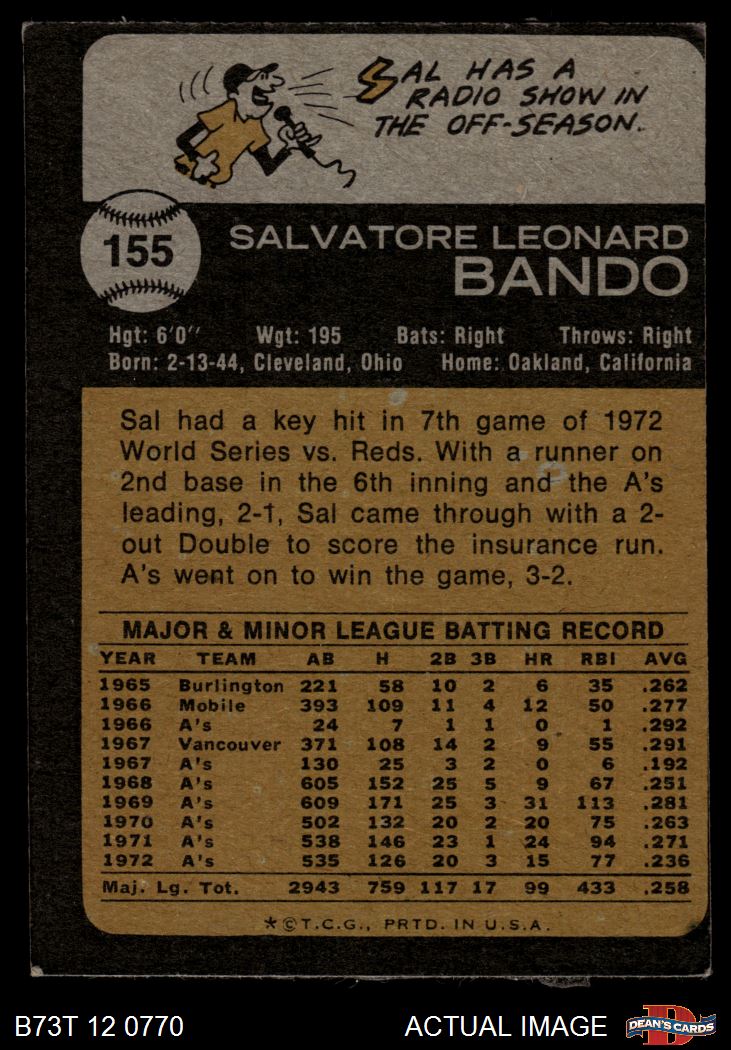 SAL HAS A
RADIO SHOW IN
THE OFF-SEASON.
155
SALVATORE LEONARD
BANDO
Hgt: 6'0" Wgt: 195 Bats: Right Throws: Right
Born: 2-13-44, Cleveland, Ohio Home: Oakland, California
Sal had a key hit in 7th game of 1972
World Series vs. Reds. With a runner on
2nd base in the 6th inning and the A's
leading, 2-1, Sal came through with a 2-
out Double to score the insurance run.
A's went on to win the game, 3-2.
MAJOR & MINOR LEAGUE BATTING RECORD
YEAR TEAM AB H 2B 3B HR RBI AVG
1965 Burlington 221 58 10 2 6 35 .262
1966 Mobile 393 109 11 4 12 50 .277
1966 A's 24 7 1 1 0 1 .292
1967 Vancouver 371 108 14 2 9 55 .291
1967 A's 130 25 3 2 0 6 .192
1968 A's 605 152 25 5 9 67 .251
1969 A's 609 171 25 3 31 113 .281
1970 A's 502 132 20 2 20 75 .263
1971 A's 538 146 23 1 24 94 .271
1972 A's 535 126 20 3 15 77 .236
Maj. Lg. Tot. 2943 759 117 17 99 433 .258
*©T.C.G., PRTD. IN U.S.A.
B73T 12 0770 ACTUAL IMAGE
D
DEAN'S CARDS